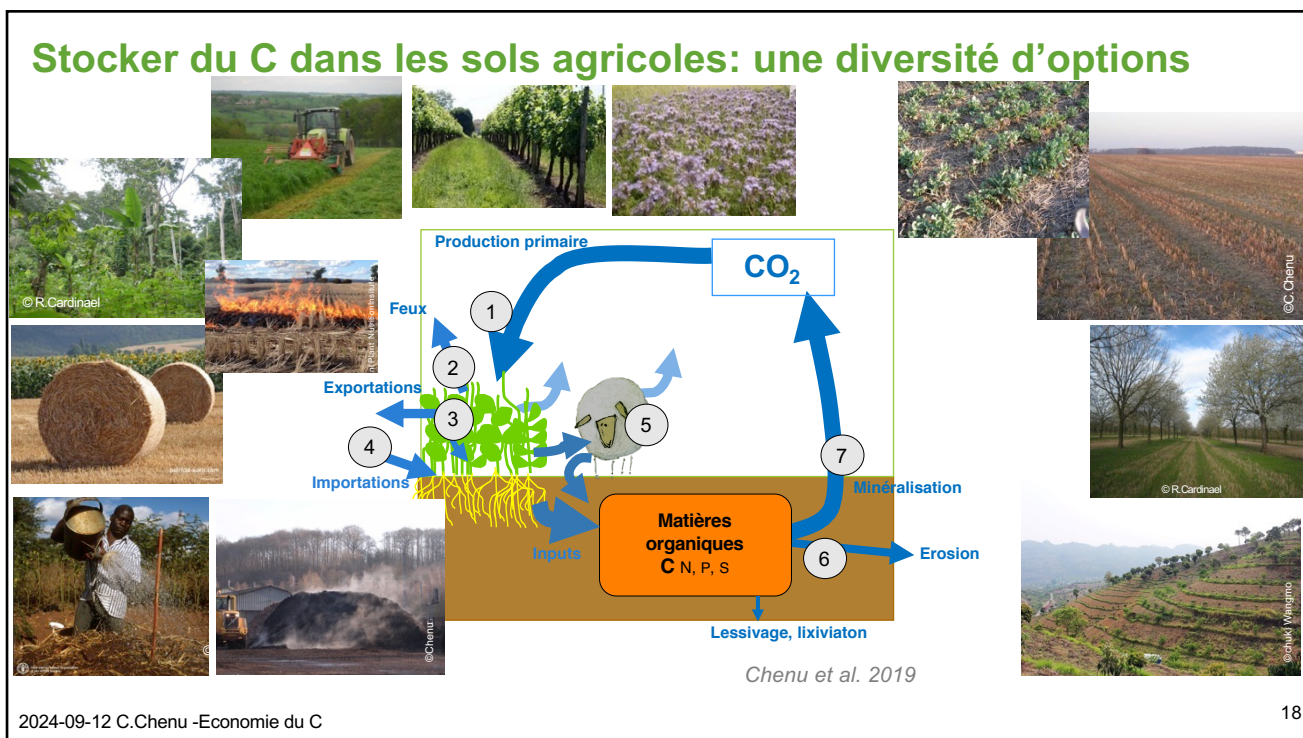 Stocker du C dans les sols agricoles: une diversité d’options
© R.Cardinael
©C.Chenu
Production primaire
CO₂
1
Feux
2
Exportations
3
4
5
Importations
7
Minéralisation
© R.Cardinael
Matières
organiques
C N, P, S
Inputs
6
Erosion
Lessivage, lixiviaton
©Chenu
©chuki Wangmo
Chenu et al. 2019
2024-09-12 C.Chenu -Economie du C
18